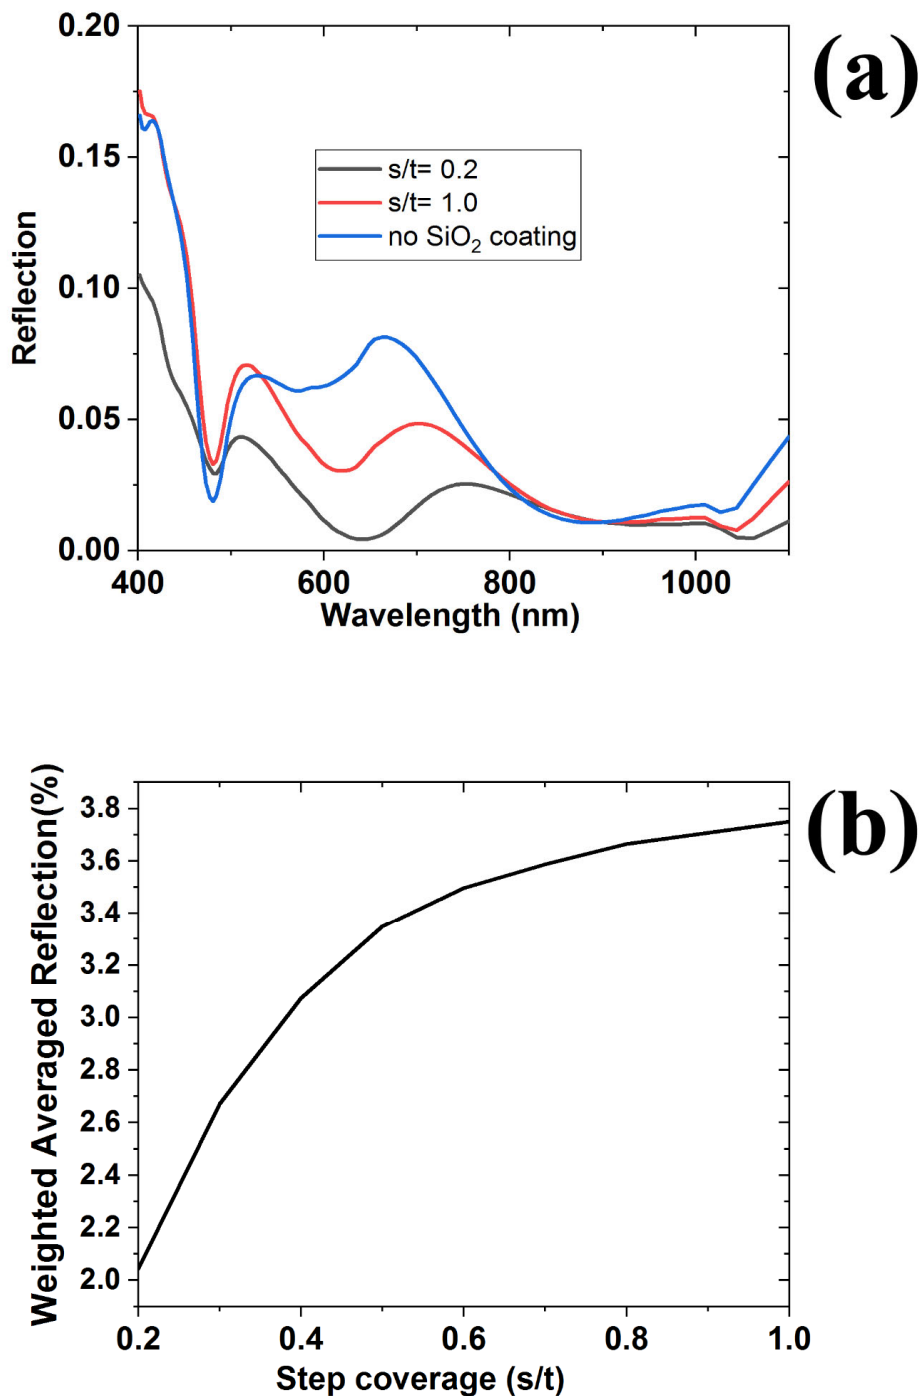 (a)
0.20
0.15
0.10
0.05
0.00
Reflection
s/t= 0.2
s/t= 1.0
no SiO₂ coating
400 600 800 1000
Wavelength (nm)
(b)
Weighted Averaged Reflection(%)
3.8
3.6
3.4
3.2
3.0
2.8
2.6
2.4
2.2
2.0
0.2 0.4 0.6 0.8 1.0
Step coverage (s/t)